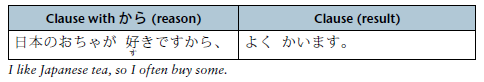 Clause with から (reason) Clause (result)
日本のおちゃが 好きですから、 よく かいます。
す
I like Japanese tea, so I often buy some.